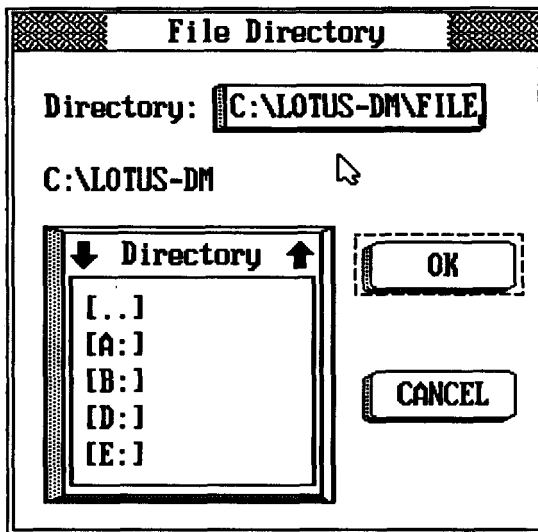 File Directory
Directory: C:\LOTUS-DM\FILE
C:\LOTUS-DM
Directory
OK
[..]
[A:]
[B:]
[D:]
[E:]
CANCEL